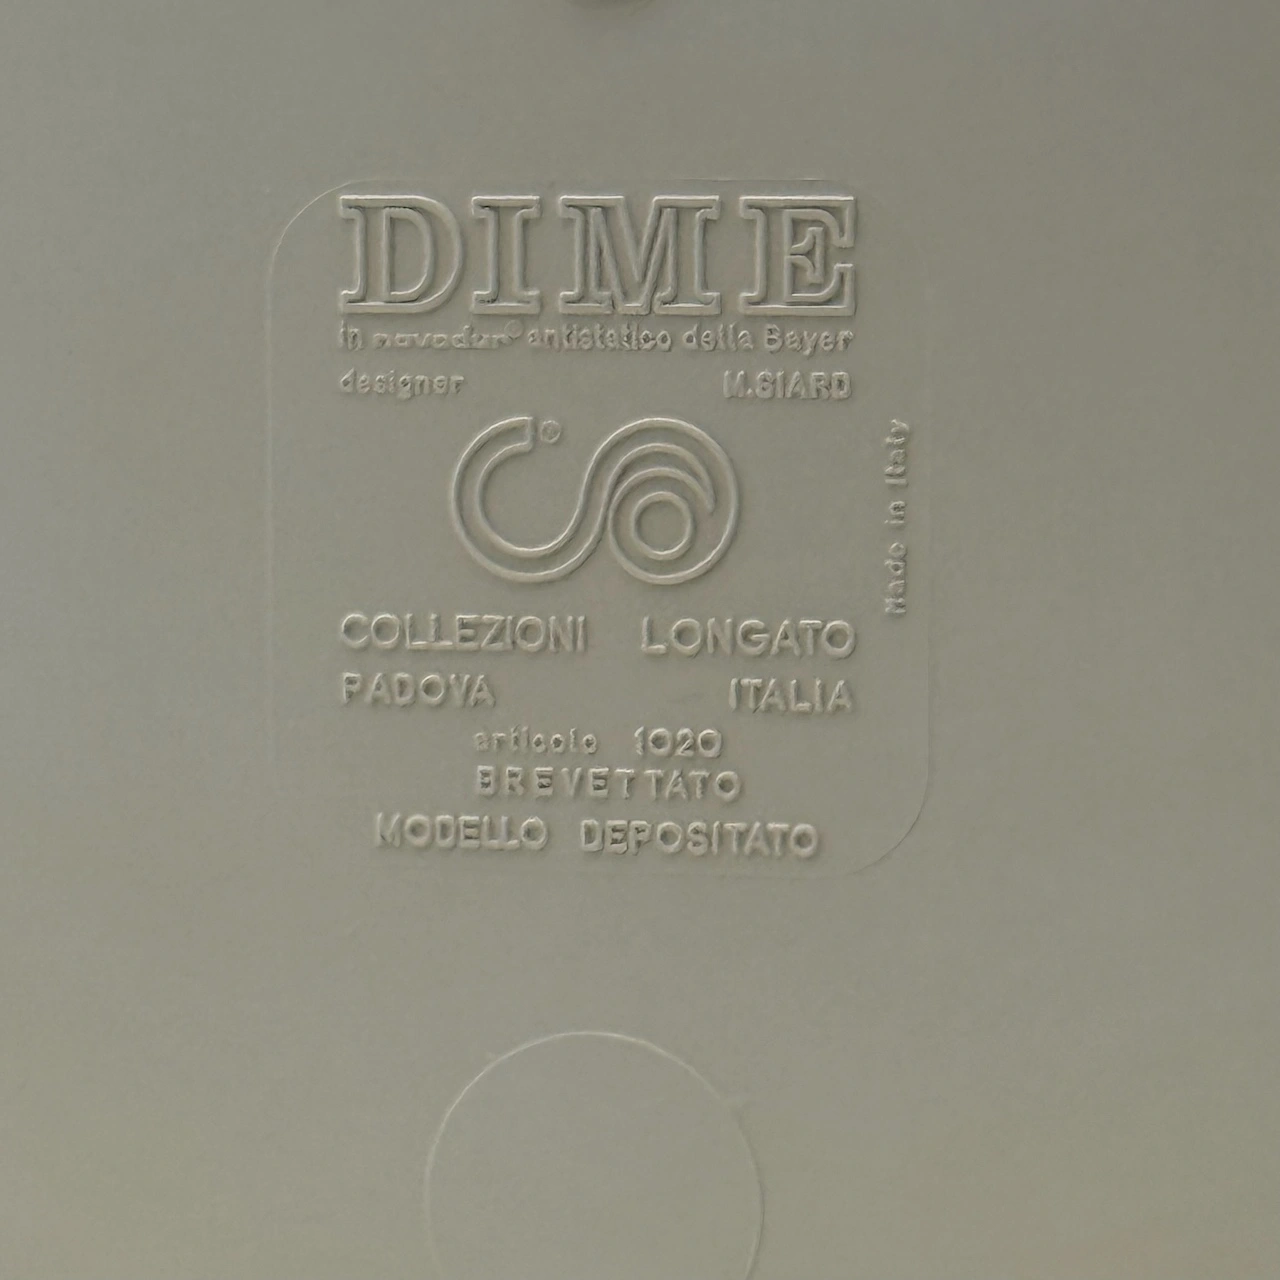 DIME
in novodur® antistatico della Bayer
designer M.SIARD
®
COLLEZIONI LONGATO
PADOVA ITALIA
articolo 1020
BREVETTATO
MODELLO DEPOSITATO
Made in Italy